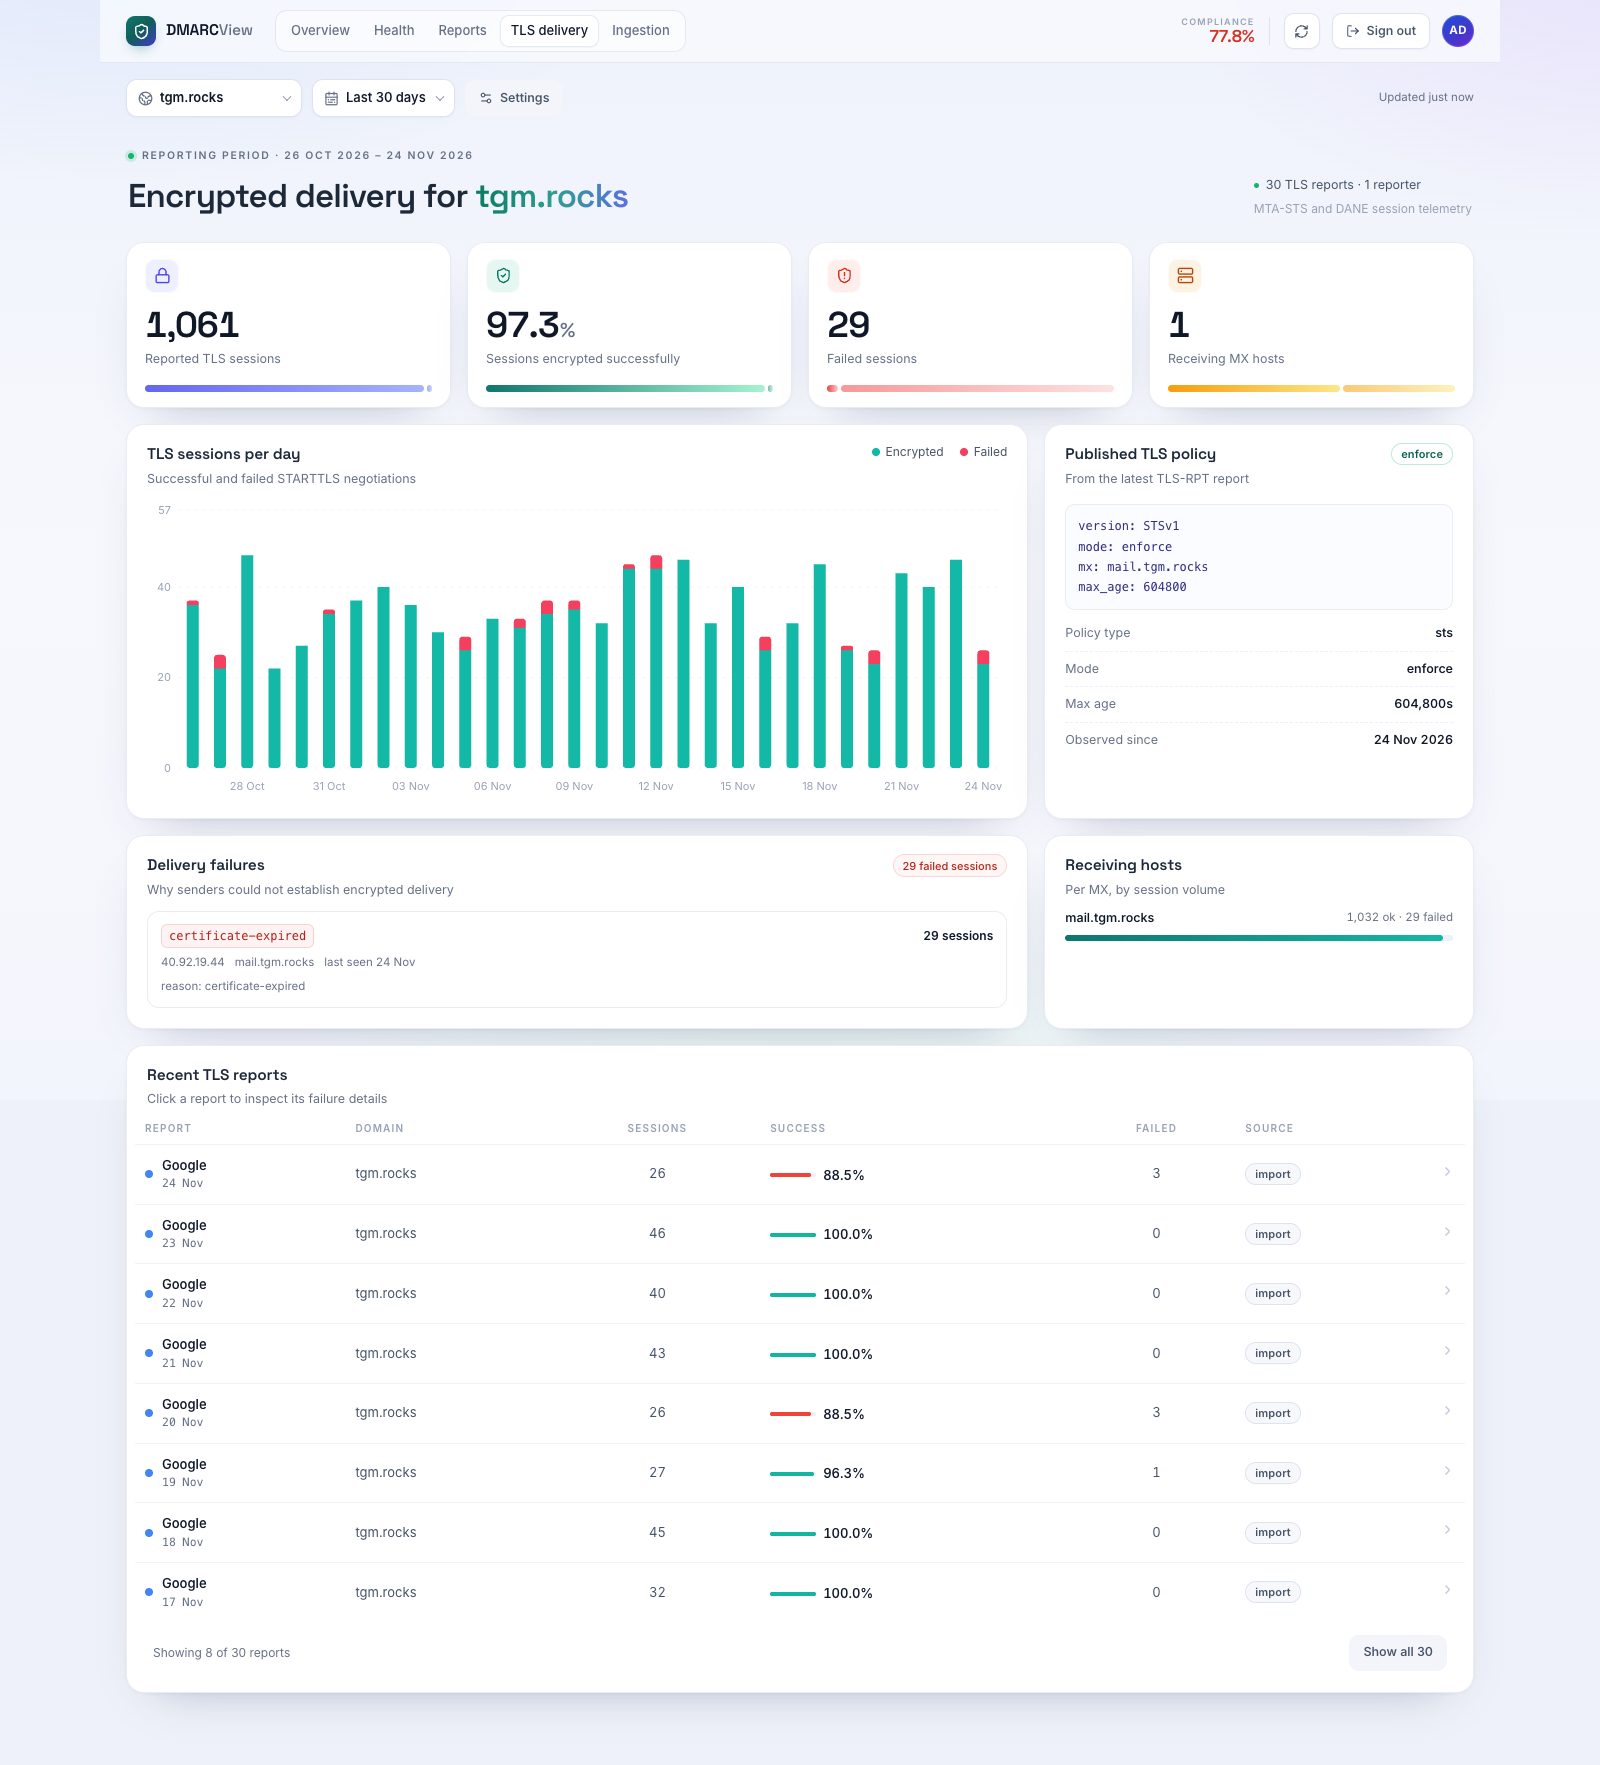 DMARCView
Overview Health Reports TLS delivery Ingestion
COMPLIANCE
77.8%
Sign out
AD
tgm.rocks
Last 30 days
Settings
Updated just now
REPORTING PERIOD · 26 OCT 2026 – 24 NOV 2026
Encrypted delivery for tgm.rocks
30 TLS reports · 1 reporter
MTA-STS and DANE session telemetry
1,061
Reported TLS sessions
97.3%
Sessions encrypted successfully
29
Failed sessions
1
Receiving MX hosts
TLS sessions per day
Successful and failed STARTTLS negotiations
Encrypted Failed
57
40
20
0
28 Oct 31 Oct 03 Nov 06 Nov 09 Nov 12 Nov 15 Nov 18 Nov 21 Nov 24 Nov
Published TLS policy
enforce
From the latest TLS-RPT report
version: STSv1
mode: enforce
mx: mail.tgm.rocks
max_age: 604800
Policy type sts
Mode enforce
Max age 604,800s
Observed since 24 Nov 2026
Delivery failures
29 failed sessions
Why senders could not establish encrypted delivery
certificate-expired 29 sessions
40.92.19.44 mail.tgm.rocks last seen 24 Nov
reason: certificate-expired
Receiving hosts
Per MX, by session volume
mail.tgm.rocks 1,032 ok · 29 failed
Recent TLS reports
Click a report to inspect its failure details
REPORT DOMAIN SESSIONS SUCCESS FAILED SOURCE
Google
24 Nov
tgm.rocks 26 88.5% 3 import
Google
23 Nov
tgm.rocks 46 100.0% 0 import
Google
22 Nov
tgm.rocks 40 100.0% 0 import
Google
21 Nov
tgm.rocks 43 100.0% 0 import
Google
20 Nov
tgm.rocks 26 88.5% 3 import
Google
19 Nov
tgm.rocks 27 96.3% 1 import
Google
18 Nov
tgm.rocks 45 100.0% 0 import
Google
17 Nov
tgm.rocks 32 100.0% 0 import
Showing 8 of 30 reports
Show all 30